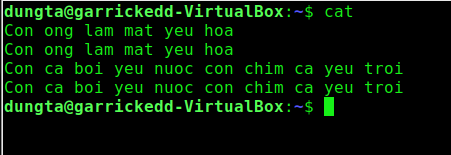 dungta@garrickedd-VirtualBox:~$ cat
Con ong lam mat yeu hoa
Con ong lam mat yeu hoa
Con ca boi yeu nuoc con chim ca yeu troi
Con ca boi yeu nuoc con chim ca yeu troi
dungta@garrickedd-VirtualBox:~$